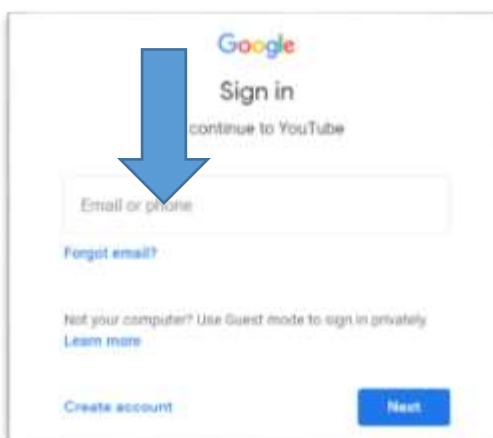 Google
Sign in
continue to YouTube
Email or phone
Forgot email?
Not your computer? Use Guest mode to sign in privately.
Learn more
Create account
Next